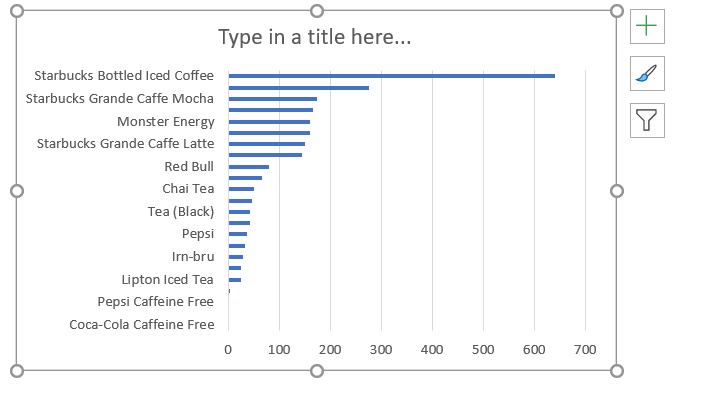 Type in a title here...
Starbucks Bottled Iced Coffee
Starbucks Grande Caffe Mocha
Monster Energy
Starbucks Grande Caffe Latte
Red Bull
Chai Tea
Tea (Black)
Pepsi
Irn-bru
Lipton Iced Tea
Pepsi Caffeine Free
Coca-Cola Caffeine Free
0 100 200 300 400 500 600 700